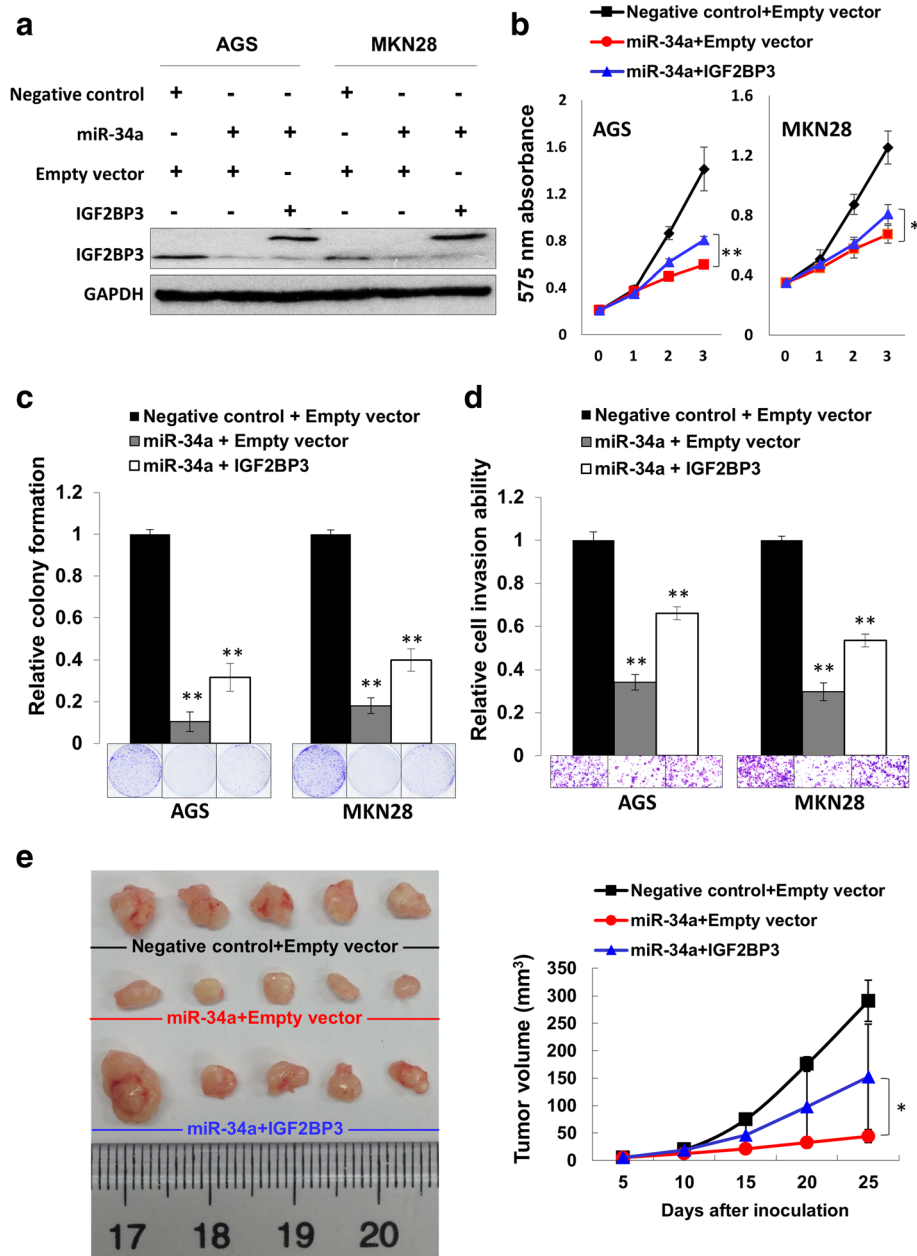 a
AGS MKN28
Negative control + - - + - -
miR-34a - + + - + +
Empty vector + + - + + -
IGF2BP3 - - + - - +
IGF2BP3
GAPDH
b
Negative control+Empty vector
miR-34a+Empty vector
miR-34a+IGF2BP3
575 nm absorbance
2
1.6
1.2
0.8
0.4
0
AGS
**
0 1 2 3
1.6
1.2
0.8
0.4
0
MKN28
*
0 1 2 3
c
Negative control + Empty vector
miR-34a + Empty vector
miR-34a + IGF2BP3
Relative colony formation
1.2
1
0.8
0.6
0.4
0.2
0
** ** ** **
AGS MKN28
d
Negative control + Empty vector
miR-34a + Empty vector
miR-34a + IGF2BP3
Relative cell invasion ability
1.2
1
0.8
0.6
0.4
0.2
0
** ** ** **
AGS MKN28
e
Negative control+Empty vector
miR-34a+Empty vector
miR-34a+IGF2BP3
17 18 19 20
Negative control+Empty vector
miR-34a+Empty vector
miR-34a+IGF2BP3
Tumor volume (mm³)
350
300
250
200
150
100
50
0
*
5 10 15 20 25
Days after inoculation